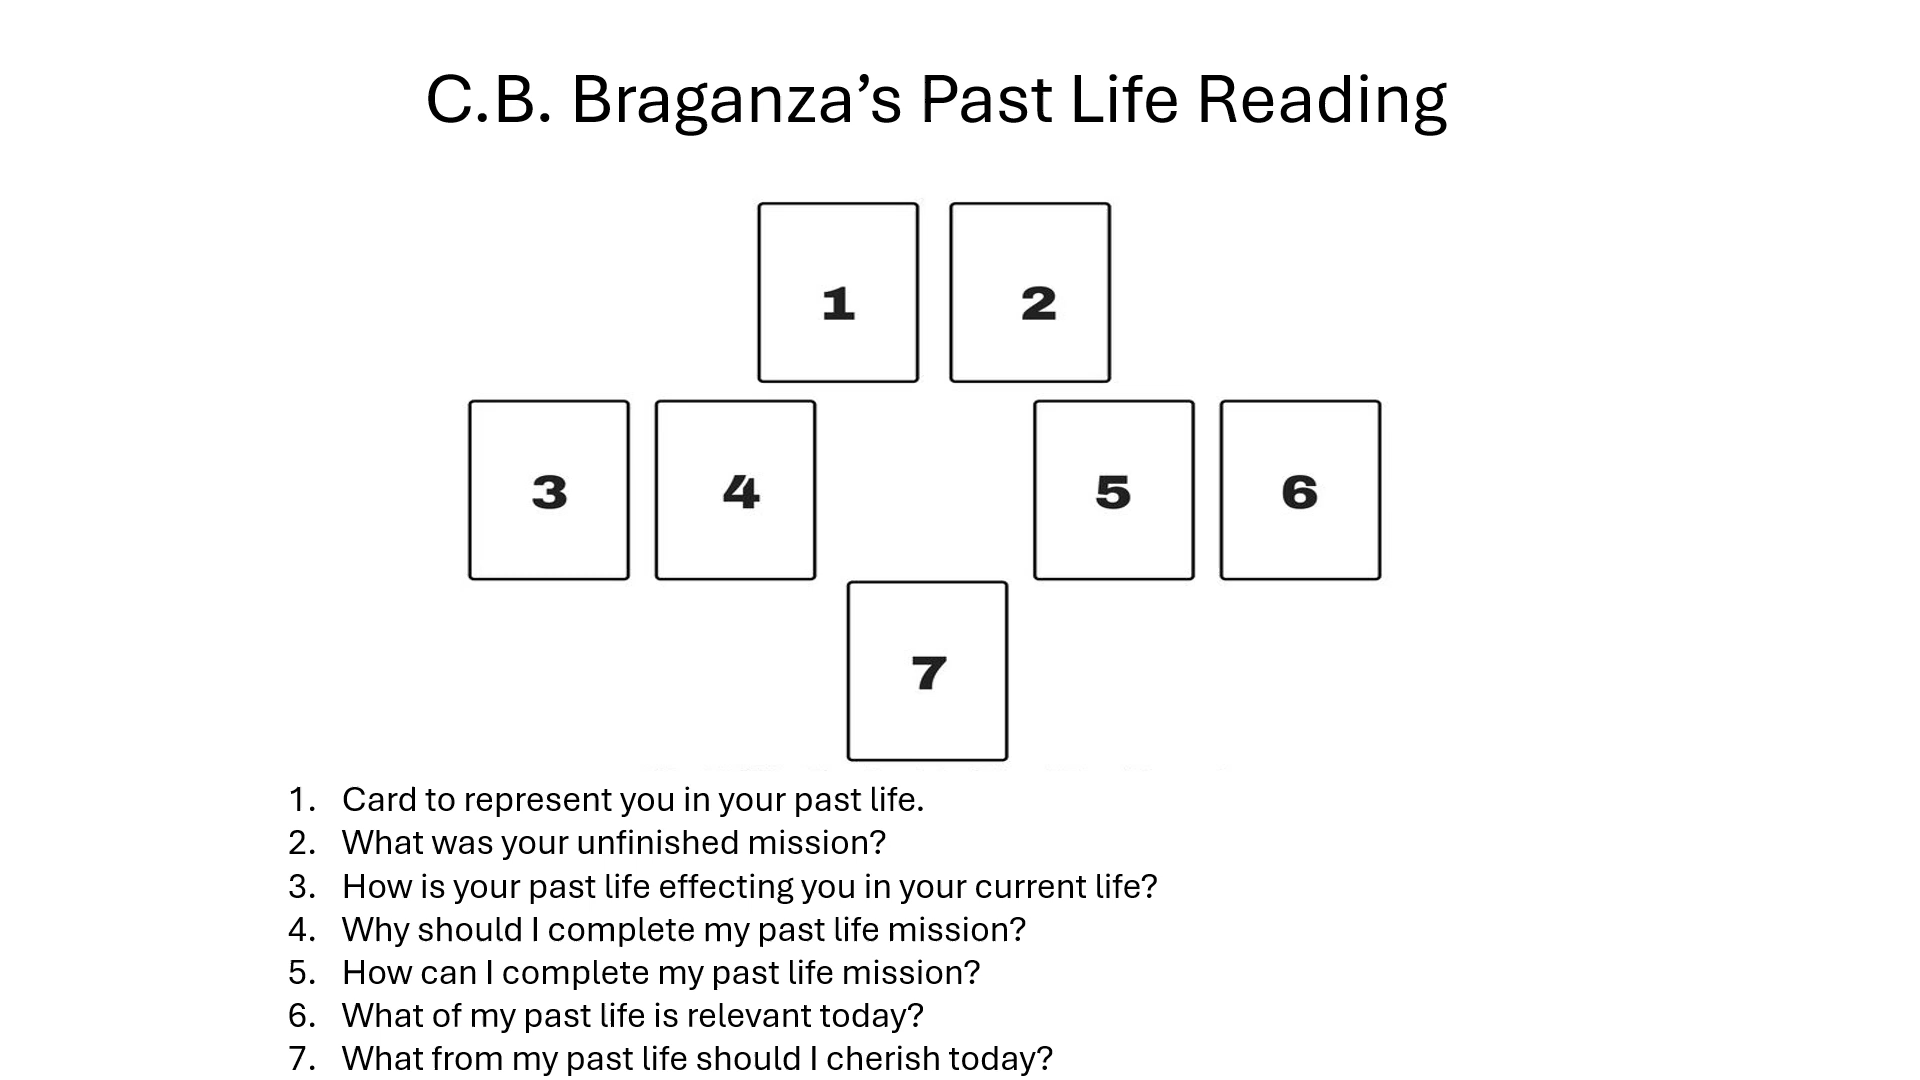 C.B. Braganza’s Past Life Reading
1 2
3 4 5 6
7
1. Card to represent you in your past life.
2. What was your unfinished mission?
3. How is your past life effecting you in your current life?
4. Why should I complete my past life mission?
5. How can I complete my past life mission?
6. What of my past life is relevant today?
7. What from my past life should I cherish today?